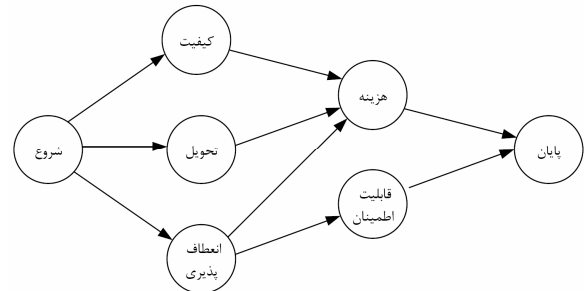 کیفیت
هزینه
شروع
تحویل
پایان
قابلیت
اطمینان
انعطاف
پذیری